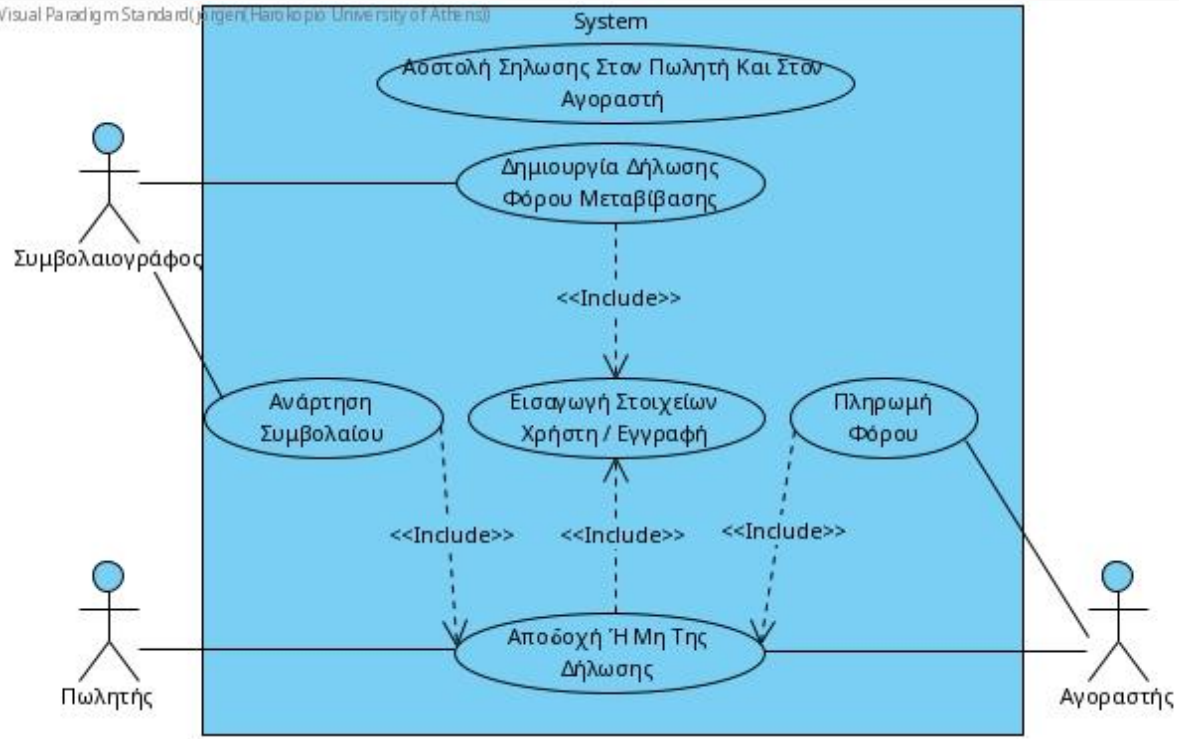 Visual Paradigm Standard(jorgen(Harokopio University of Athens))
System
Αοστολή Σηλωσης Στον Πωλητή Και Στον
Αγοραστή
Δημιουργία Δήλωσης
Φόρου Μεταβίβασης
Συμβολαιογράφος
<<Include>>
Ανάρτηση
Συμβολαίου
Εισαγωγή Στοιχείων
Χρήστη / Εγγραφή
Πληρωμή
Φόρου
<<Include>>
<<Include>>
<<Include>>
Αποδοχή Ή Μη Της
Δήλωσης
Πωλητής
Αγοραστής